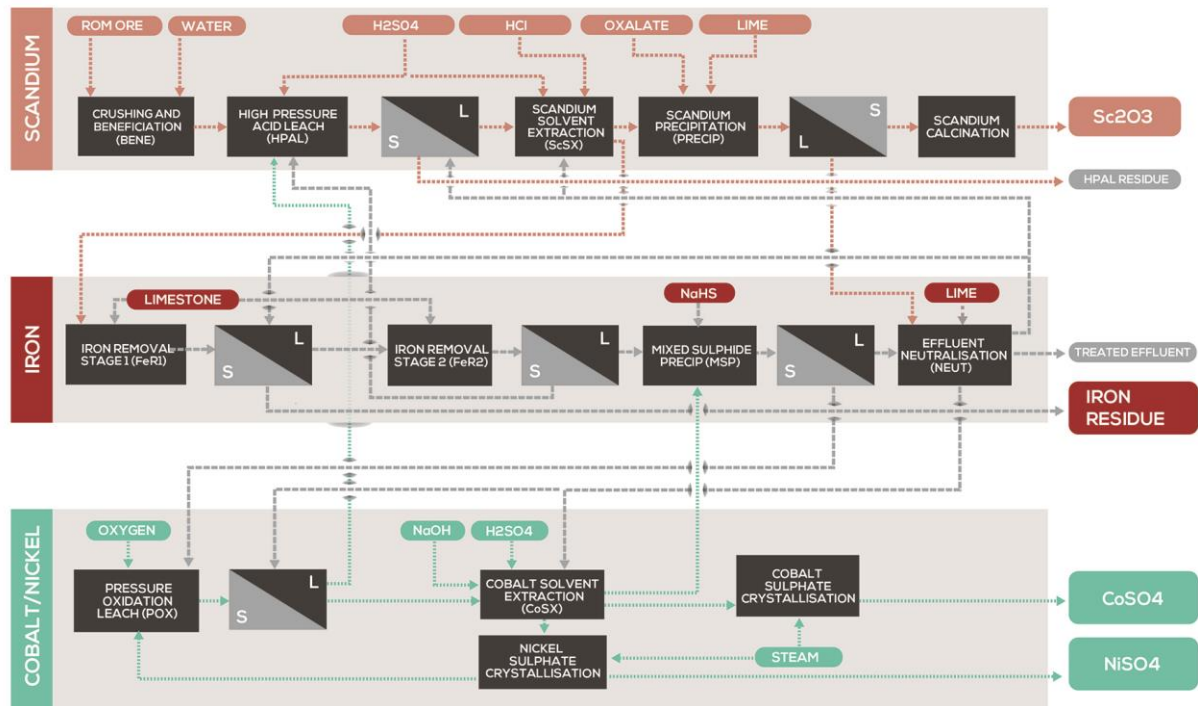 SCANDIUM
ROM ORE
WATER
H2S04
HCl
OXALATE
LIME
CRUSHING AND
BENEFICIATION
(BENE)
HIGH PRESSURE
ACID LEACH
(HPAL)
L
S
SCANDIUM
SOLVENT
EXTRACTION
(ScSX)
SCANDIUM
PRECIPITATION
(PRECIP)
S
L
SCANDIUM
CALCINATION
Sc2O3
HPAL RESIDUE
IRON
LIMESTONE
NaHS
LIME
IRON REMOVAL
STAGE 1 (FeR1)
L
S
IRON REMOVAL
STAGE 2 (FeR2)
L
S
MIXED SULPHIDE
PRECIP (MSP)
L
S
EFFLUENT
NEUTRALISATION
(NEUT)
TREATED EFFLUENT
IRON
RESIDUE
COBALT/NICKEL
OXYGEN
NaOH
H2SO4
PRESSURE
OXIDATION
LEACH (POX)
L
S
COBALT SOLVENT
EXTRACTION
(CoSX)
COBALT
SULPHATE
CRYSTALLISATION
NICKEL
SULPHATE
CRYSTALLISATION
STEAM
CoSO4
NiSO4